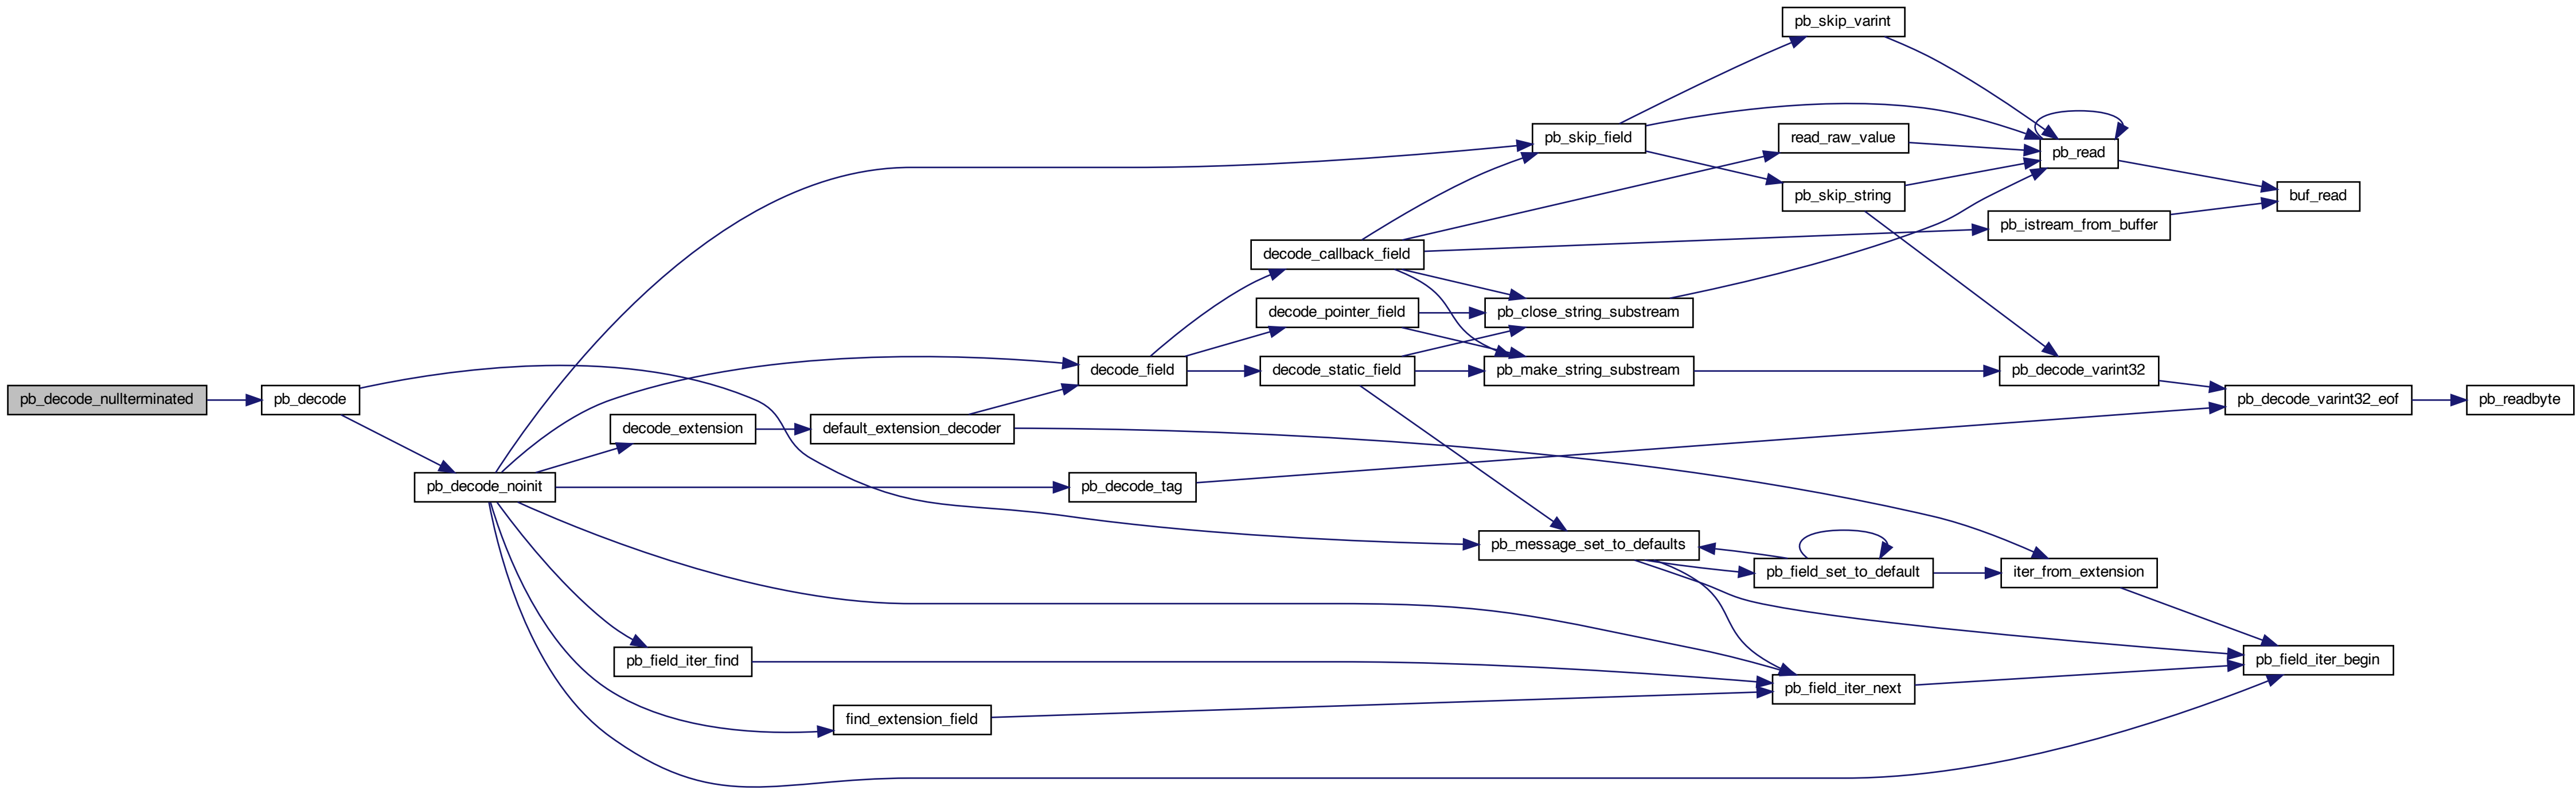 pb_skip_varint
pb_skip_field
read_raw_value
pb_read
pb_skip_string
buf_read
pb_istream_from_buffer
decode_callback_field
decode_pointer_field
pb_close_string_substream
decode_field
decode_static_field
pb_make_string_substream
pb_decode_varint32
pb_decode_nullterminated
pb_decode
pb_decode_varint32_eof
pb_readbyte
decode_extension
default_extension_decoder
pb_decode_noinit
pb_decode_tag
pb_message_set_to_defaults
pb_field_set_to_default
iter_from_extension
pb_field_iter_find
pb_field_iter_begin
pb_field_iter_next
find_extension_field